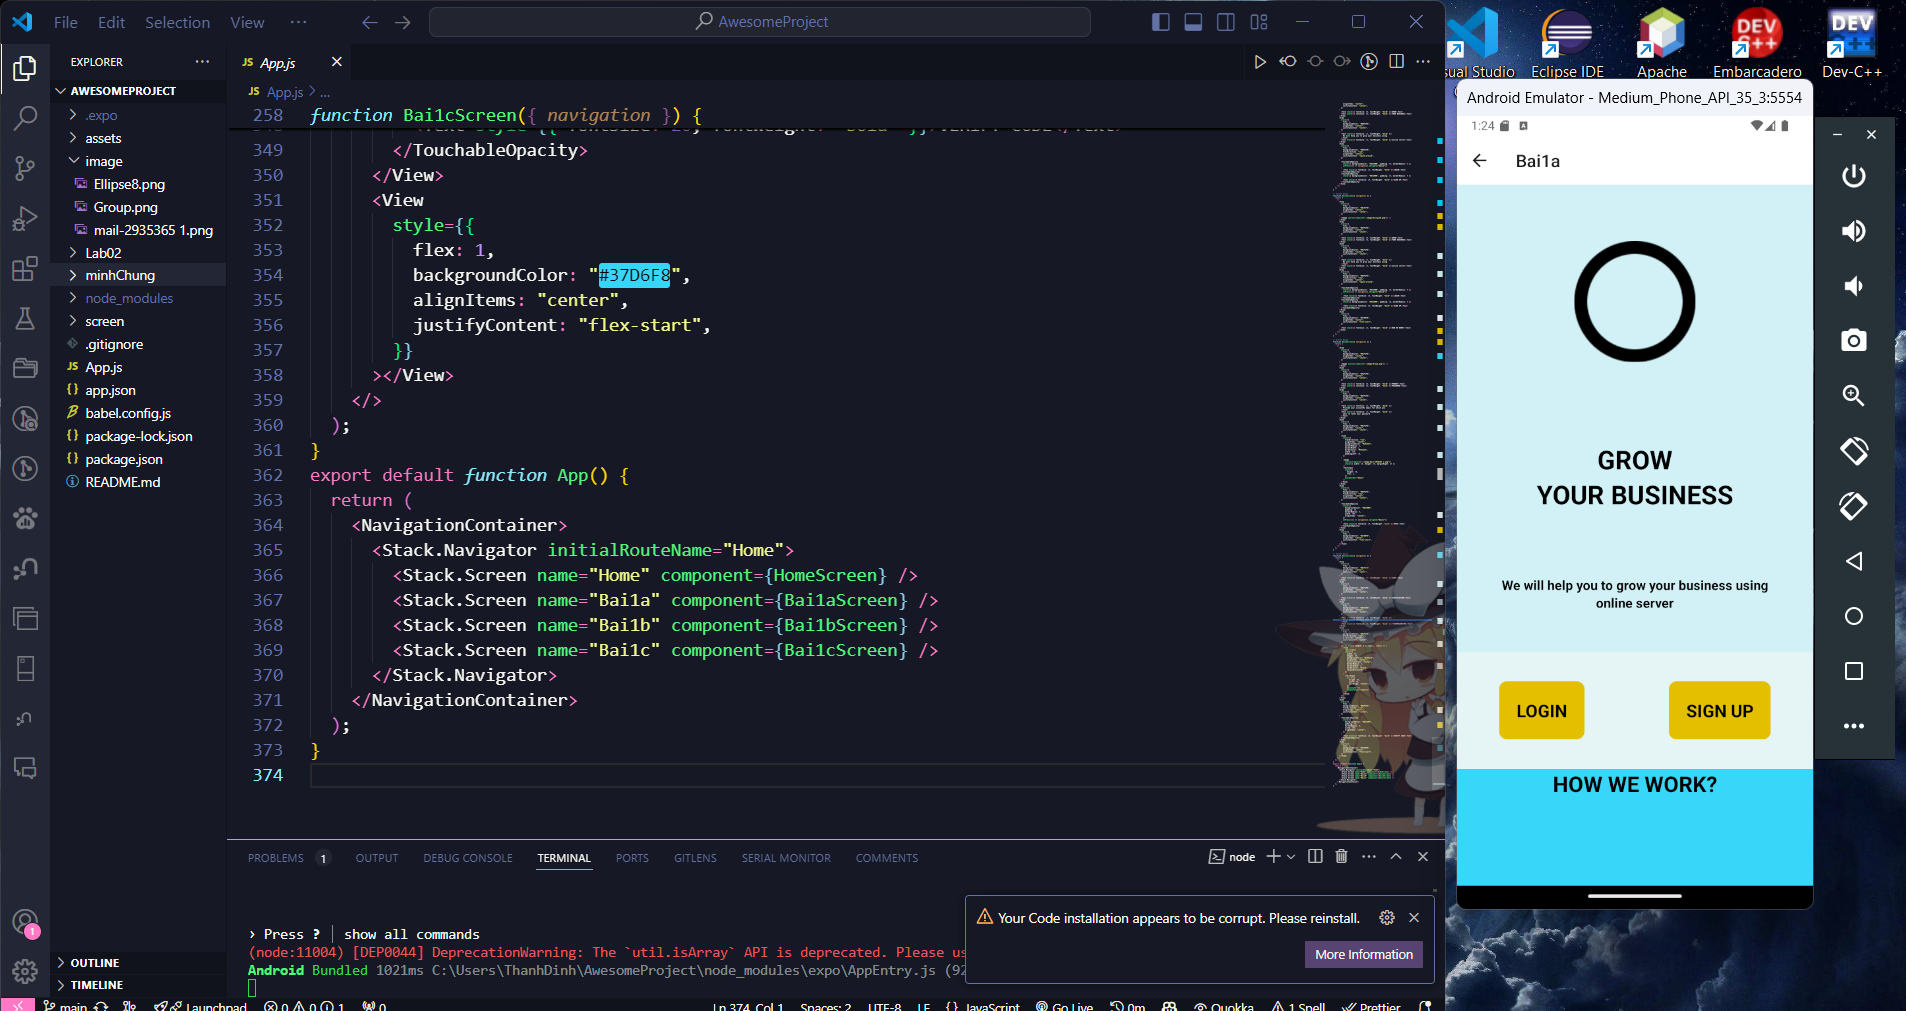 File Edit Selection View ··· AwesomeProject
EXPLORER ···
AWESOMEPROJECT
.expo
assets
image
Ellipse8.png
Group.png
mail-2935365 1.png
Lab02
minhChung
node_modules
screen
.gitignore
JS App.js
{} app.json
babel.config.js
{} package-lock.json
{} package.json
README.md
OUTLINE
TIMELINE
JS App.js
JS App.js > ...
258 function Bai1cScreen({ navigation }) {
349 </TouchableOpacity>
350 </View>
351 <View
352 style={{
353 flex: 1,
354 backgroundColor: "#37D6F8",
355 alignItems: "center",
356 justifyContent: "flex-start",
357 }}
358 ></View>
359 </>
360 );
361 }
362 export default function App() {
363 return (
364 <NavigationContainer>
365 <Stack.Navigator initialRouteName="Home">
366 <Stack.Screen name="Home" component={HomeScreen} />
367 <Stack.Screen name="Bai1a" component={Bai1aScreen} />
368 <Stack.Screen name="Bai1b" component={Bai1bScreen} />
369 <Stack.Screen name="Bai1c" component={Bai1cScreen} />
370 </Stack.Navigator>
371 </NavigationContainer>
372 );
373 }
374
PROBLEMS 1 OUTPUT DEBUG CONSOLE TERMINAL PORTS GITLENS SERIAL MONITOR COMMENTS
node
› Press ? │ show all commands
(node:11004) [DEP0044] DeprecationWarning: The `util.isArray` API is deprecated. Please us
Android Bundled 1021ms C:\Users\ThanhDinh\AwesomeProject\node_modules\expo\AppEntry.js (92
Your Code installation appears to be corrupt. Please reinstall.
More Information
1
main Launchpad 0 0 1 0
Ln 374, Col 1 Spaces: 2 UTF-8 LF {} JavaScript Go Live 0m Quokka 1 Spell Prettier
sual Studio Eclipse IDE Apache Embarcadero Dev-C++
DEV C++
DEV C++
Android Emulator - Medium_Phone_API_35_3:5554
1:24
Bai1a
GROW
YOUR BUSINESS
We will help you to grow your business using
online server
LOGIN SIGN UP
HOW WE WORK?